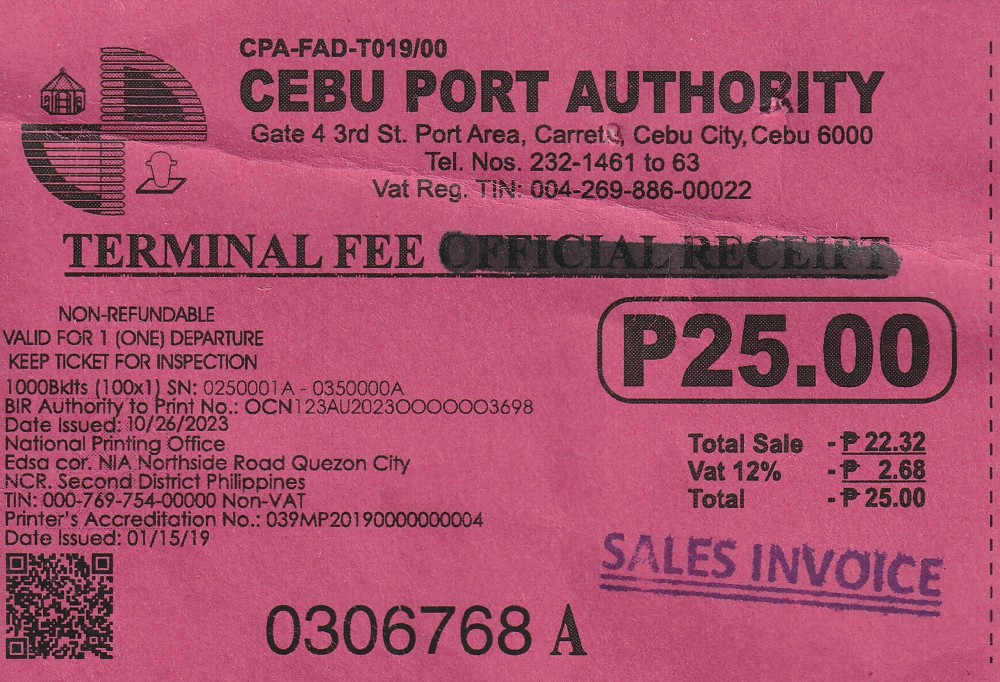 CPA-FAD-T019/00
CEBU PORT AUTHORITY
Gate 4 3rd St. Port Area, Carreta, Cebu City, Cebu 6000
Tel. Nos. 232-1461 to 63
Vat Reg. TIN: 004-269-886-00022
TERMINAL FEE OFFICIAL RECEIPT
NON-REFUNDABLE
VALID FOR 1 (ONE) DEPARTURE
KEEP TICKET FOR INSPECTION
1000Bklts (100x1) SN: 0250001A - 0350000A
BIR Authority to Print No.: OCN123AU20230000003698
Date Issued: 10/26/2023
National Printing Office
Edsa cor. NIA Northside Road Quezon City
NCR. Second District Philippines
TIN: 000-769-754-00000 Non-VAT
Printer's Accreditation No.: 039MP20190000000004
Date Issued: 01/15/19
P25.00
Total Sale - ₱ 22.32
Vat 12% - ₱ 2.68
Total - ₱ 25.00
SALES INVOICE
0306768 A